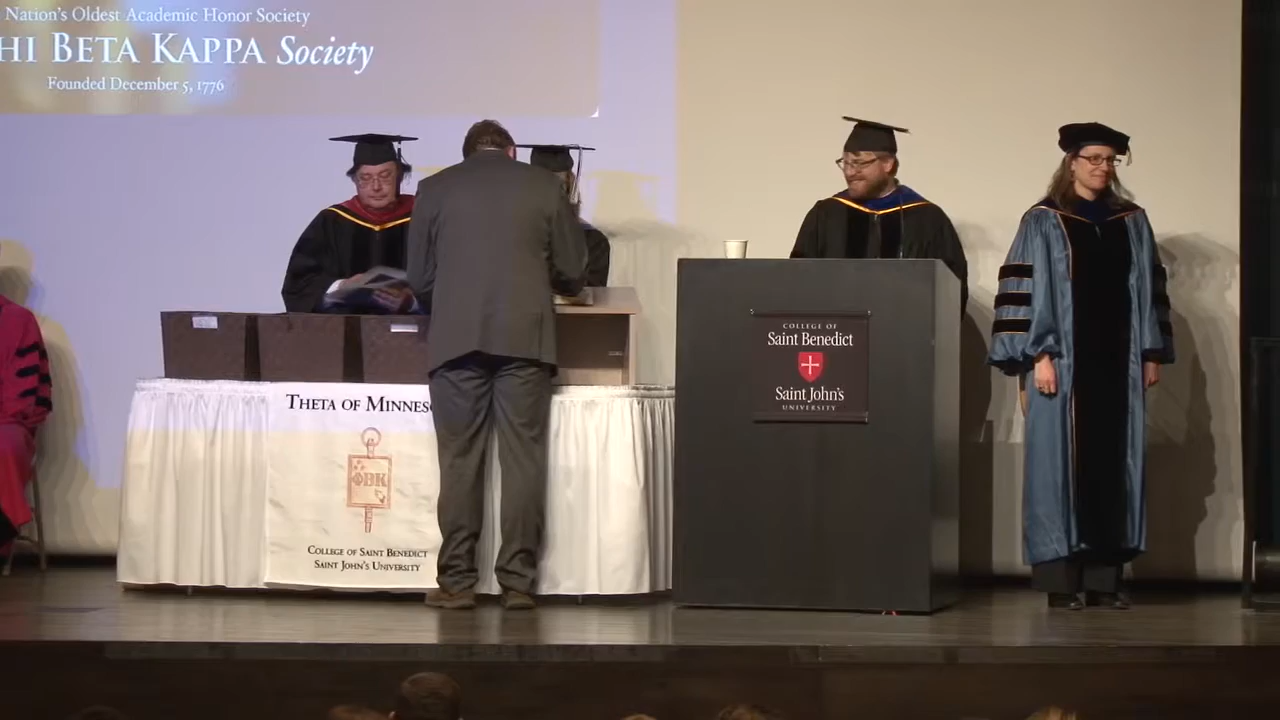 Nation's Oldest Academic Honor Society
HI BETA KAPPA Society
Founded December 5, 1776
COLLEGE OF
Saint Benedict
Saint John's
UNIVERSITY
THETA OF MINNES
ΦBK
COLLEGE OF SAINT BENEDICT
SAINT JOHN'S UNIVERSITY